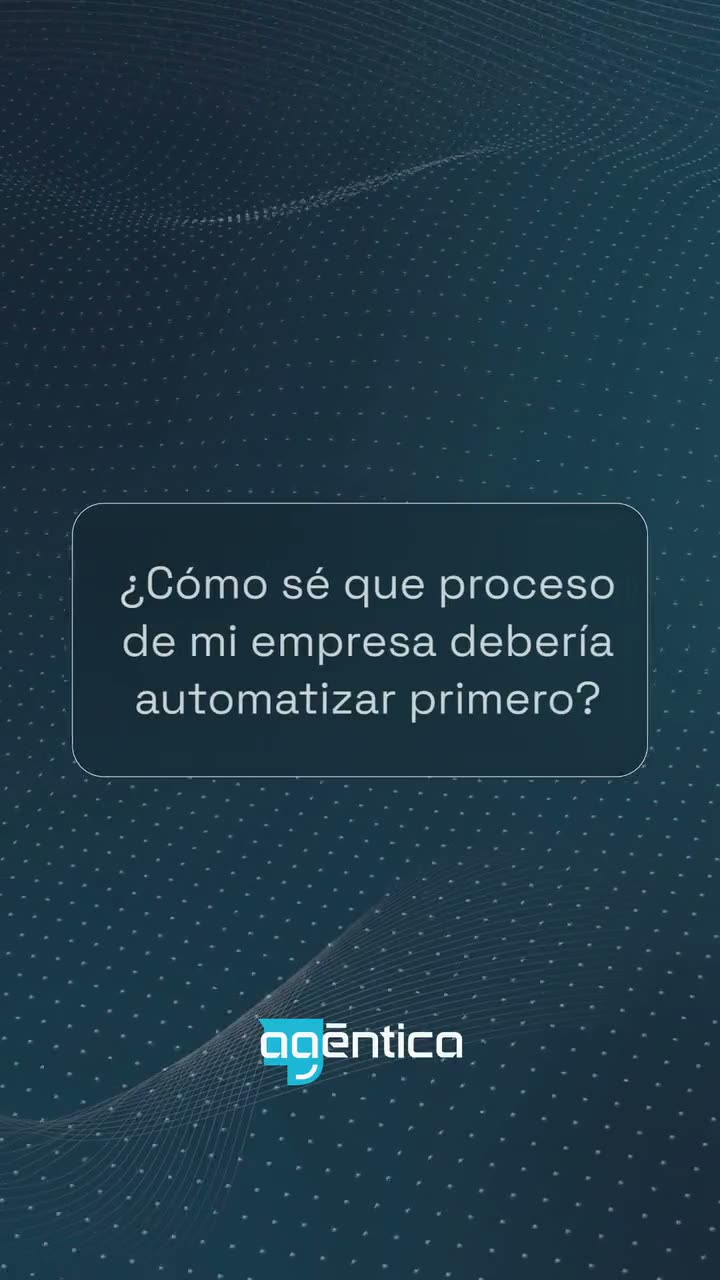 ¿Cómo sé que proceso
de mi empresa debería
automatizar primero?
agēntica